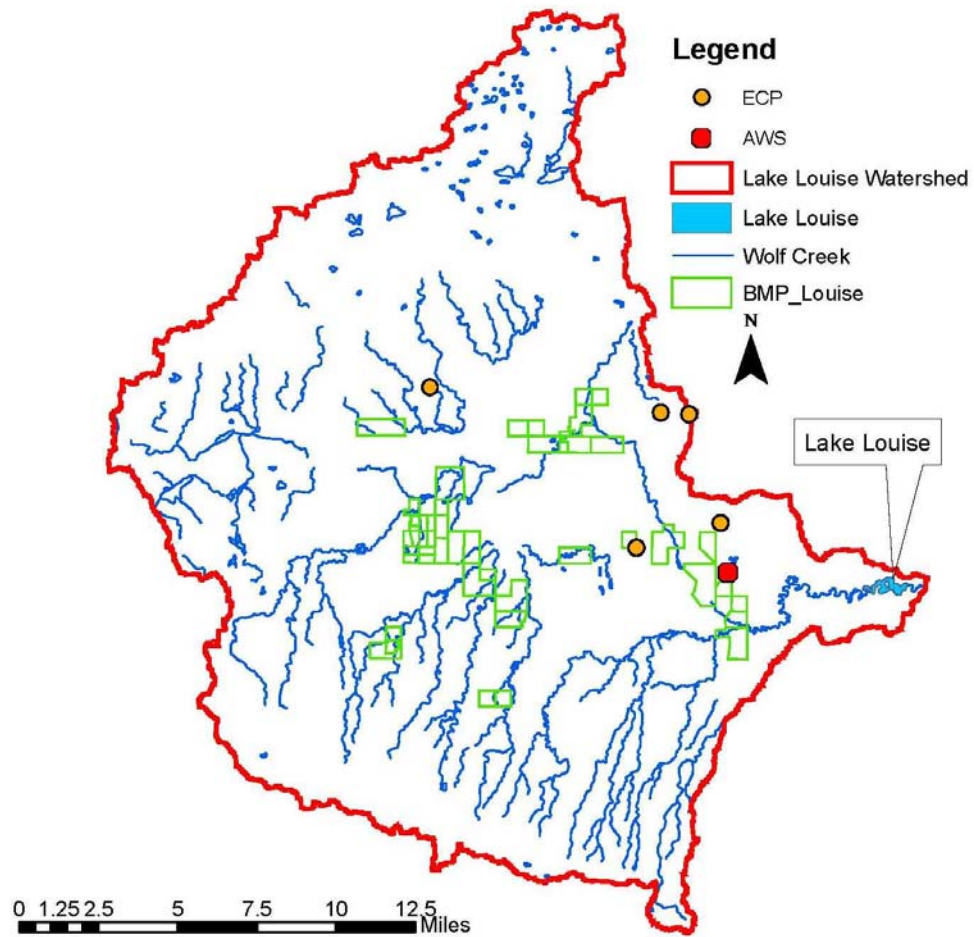 Legend
ECP
AWS
Lake Louise Watershed
Lake Louise
Wolf Creek
BMP_Louise
N
Lake Louise
0 1.25 2.5 5 7.5 10 12.5
Miles